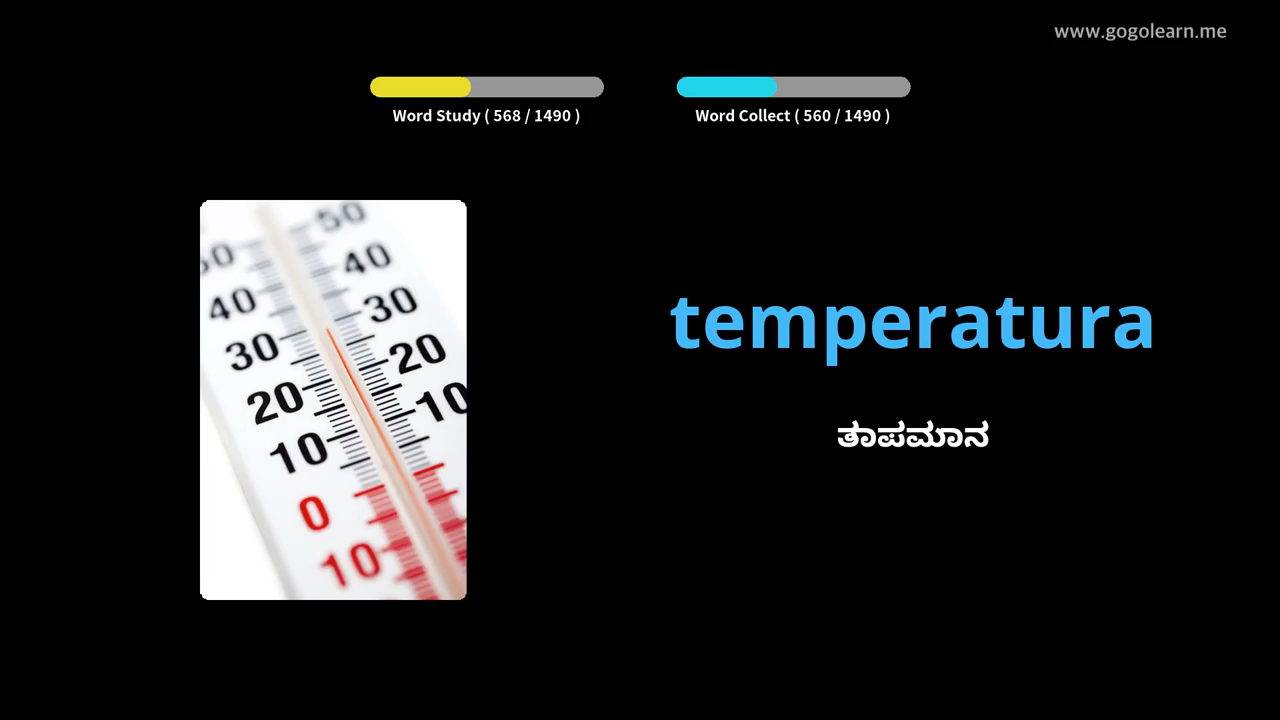 www.gogolearn.me
Word Study ( 568 / 1490 )
Word Collect ( 560 / 1490 )
temperatura
ತಾಪಮಾನ
50
40
30
20
10
40
30
20
10
0
10